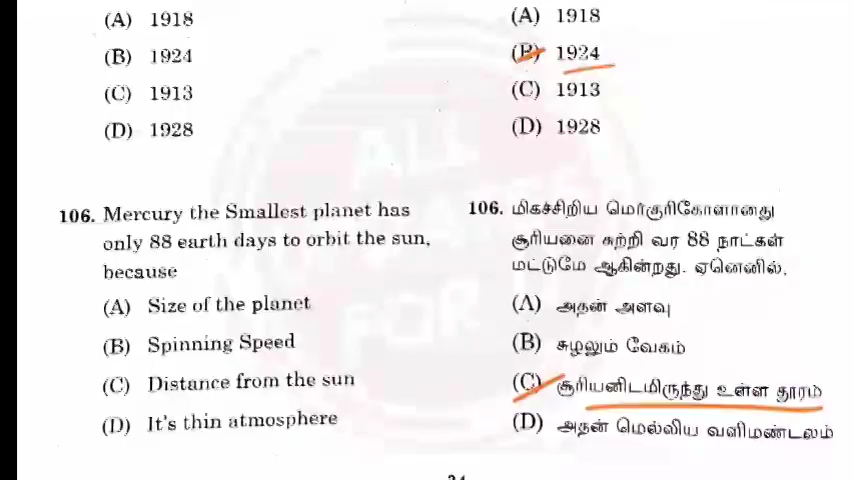 (A) 1918
(B) 1924
(C) 1913
(D) 1928
106. Mercury the Smallest planet has
only 88 earth days to orbit the sun,
because
(A) Size of the planet
(B) Spinning Speed
(C) Distance from the sun
(D) It's thin atmosphere
(A) 1918
(B) 1924
(C) 1913
(D) 1928
106. மிகச்சிறிய மெர்குரிகோளானது
சூரியனை சுற்றி வர 88 நாட்கள்
மட்டுமே ஆகின்றது. ஏனெனில்,
(A) அதன் அளவு
(B) சுழலும் வேகம்
(C) சூரியனிடமிருந்து உள்ள தூரம்
(D) அதன் மெல்லிய வளிமண்டலம்
ALL
FOR